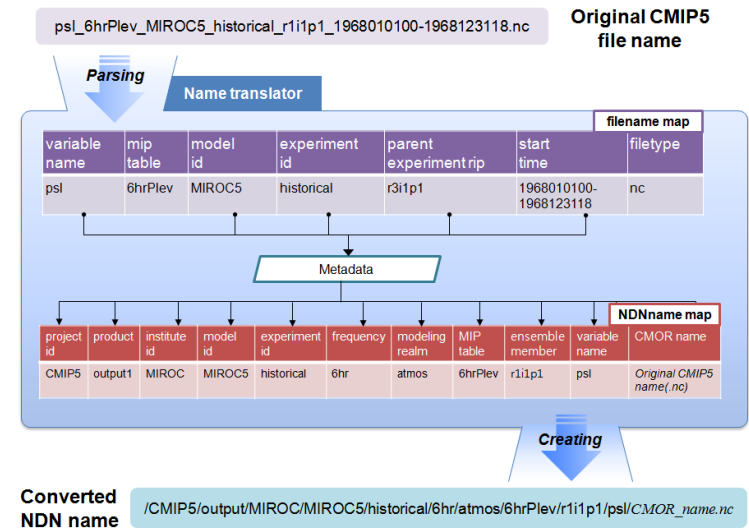 psl_6hrPlev_MIROC5_historical_r1i1p1_1968010100-1968123118.nc
Original CMIP5
file name
Parsing
Name translator
filename map
variable name
mip table
model id
experiment id
parent experiment rip
start time
filetype
psl
6hrPlev
MIROC5
historical
r3i1p1
1968010100-
1968123118
nc
Metadata
NDNname map
project id
product
institute id
model id
experiment id
frequency
modeling realm
MIP table
ensemble member
variable name
CMOR name
CMIP5
output1
MIROC
MIROC5
historical
6hr
atmos
6hrPlev
r1i1p1
psl
Original CMIP5
name(.nc)
Creating
Converted
NDN name
/CMIP5/output/MIROC/MIROC5/historical/6hr/atmos/6hrPlev/r1i1p1/psl/CMOR_name.nc